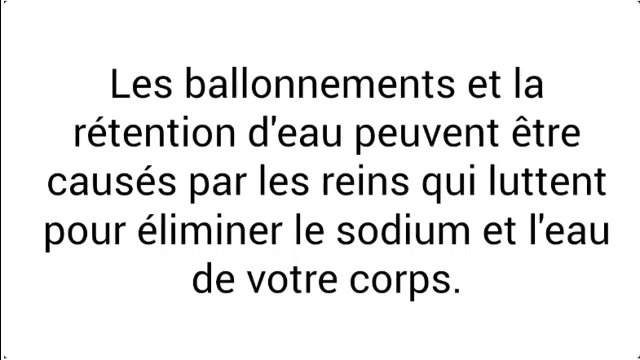 Les ballonnements et la
rétention d'eau peuvent être
causés par les reins qui luttent
pour éliminer le sodium et l'eau
de votre corps.